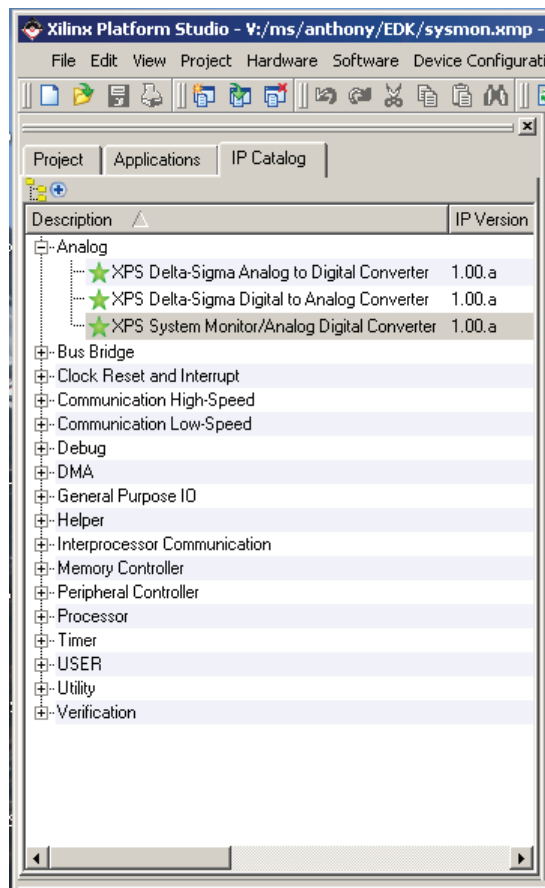 Xilinx Platform Studio - V:/ms/anthony/EDK/sysmon.xmp -
File Edit View Project Hardware Software Device Configurati
Project Applications IP Catalog
Description IP Version
Analog
XPS Delta-Sigma Analog to Digital Converter 1.00.a
XPS Delta-Sigma Digital to Analog Converter 1.00.a
XPS System Monitor/Analog Digital Converter 1.00.a
Bus Bridge
Clock Reset and Interrupt
Communication High-Speed
Communication Low-Speed
Debug
DMA
General Purpose IO
Helper
Interprocessor Communication
Memory Controller
Peripheral Controller
Processor
Timer
USER
Utility
Verification